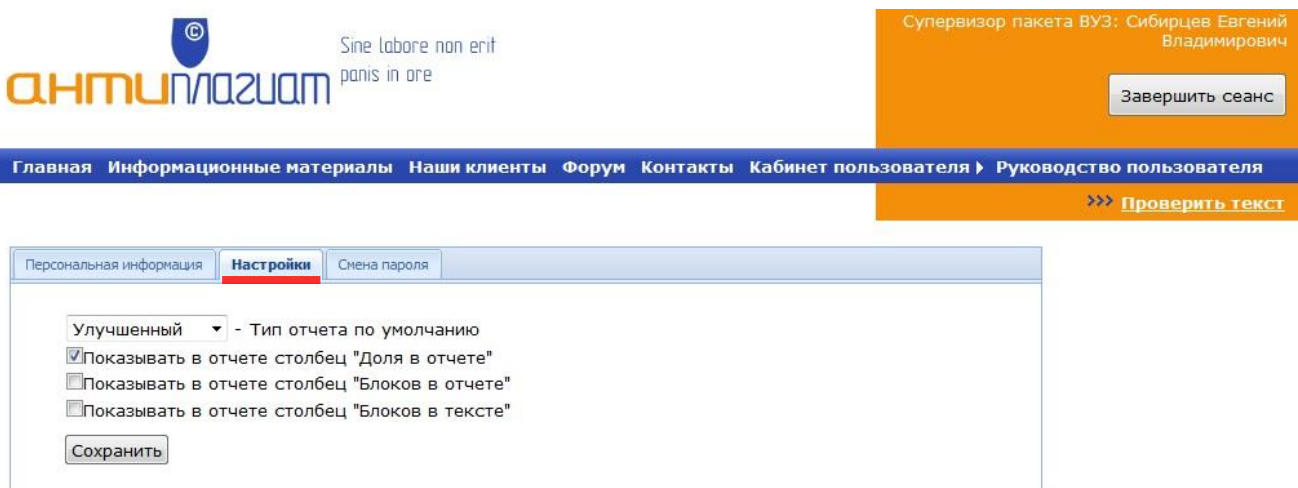 ©
антиплагиат
Sine labore non erit
panis in ore
Супервизор пакета ВУЗ: Сибирцев Евгений
Владимирович
Завершить сеанс
Главная Информационные материалы Наши клиенты Форум Контакты Кабинет пользователя Руководство пользователя
>>> Проверить текст
Персональная информация Настройки Смена пароля
Улучшенный - Тип отчета по умолчанию
Показывать в отчете столбец "Доля в отчете"
Показывать в отчете столбец "Блоков в отчете"
Показывать в отчете столбец "Блоков в тексте"
Сохранить